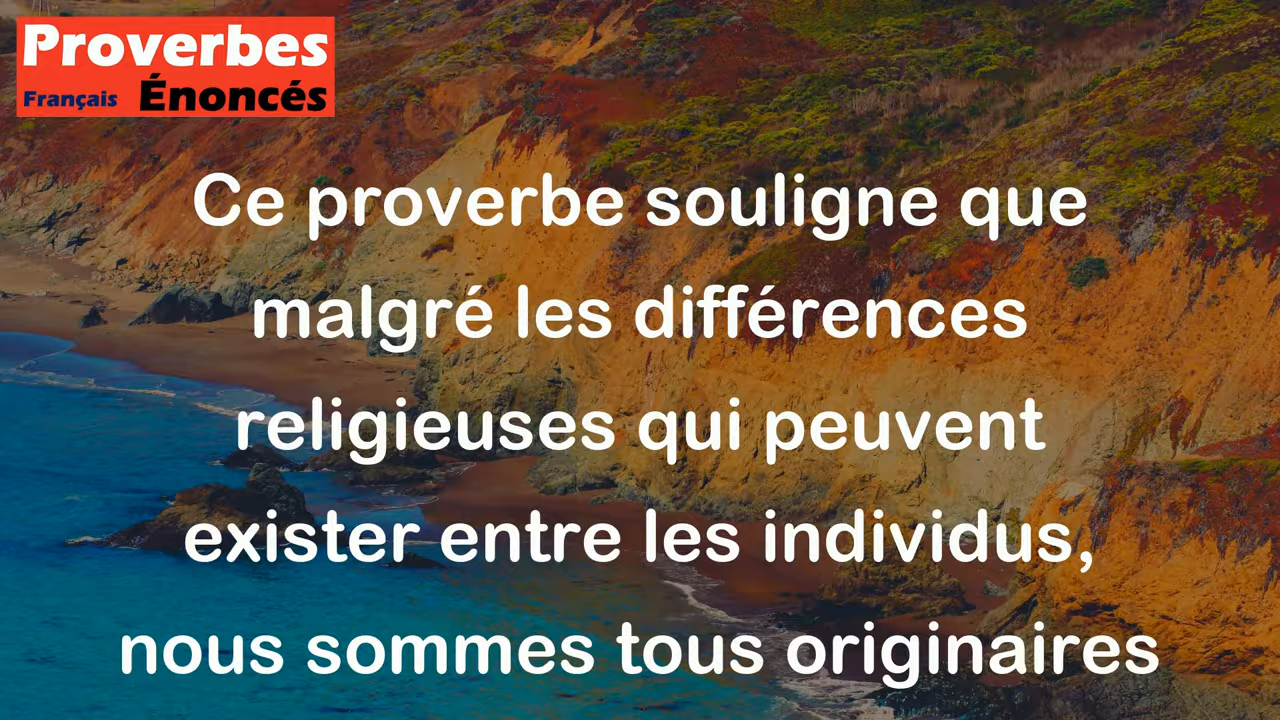 Proverbes
Français Énoncés
Ce proverbe souligne que
malgré les différences
religieuses qui peuvent
exister entre les individus,
nous sommes tous originaires